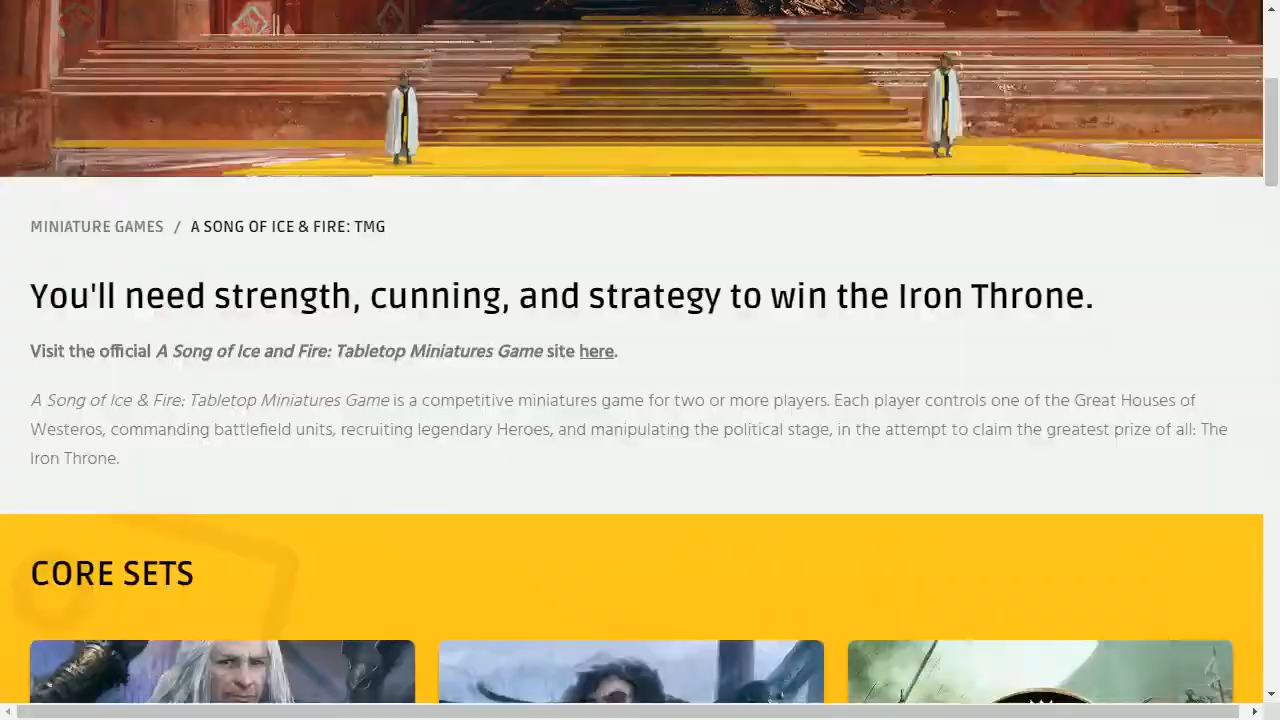 MINIATURE GAMES / A SONG OF ICE & FIRE: TMG
You'll need strength, cunning, and strategy to win the Iron Throne.
Visit the official A Song of Ice and Fire: Tabletop Miniatures Game site here.
A Song of Ice & Fire: Tabletop Miniatures Game is a competitive miniatures game for two or more players. Each player controls one of the Great Houses of
Westeros, commanding battlefield units, recruiting legendary Heroes, and manipulating the political stage, in the attempt to claim the greatest prize of all: The
Iron Throne.
CORE SETS